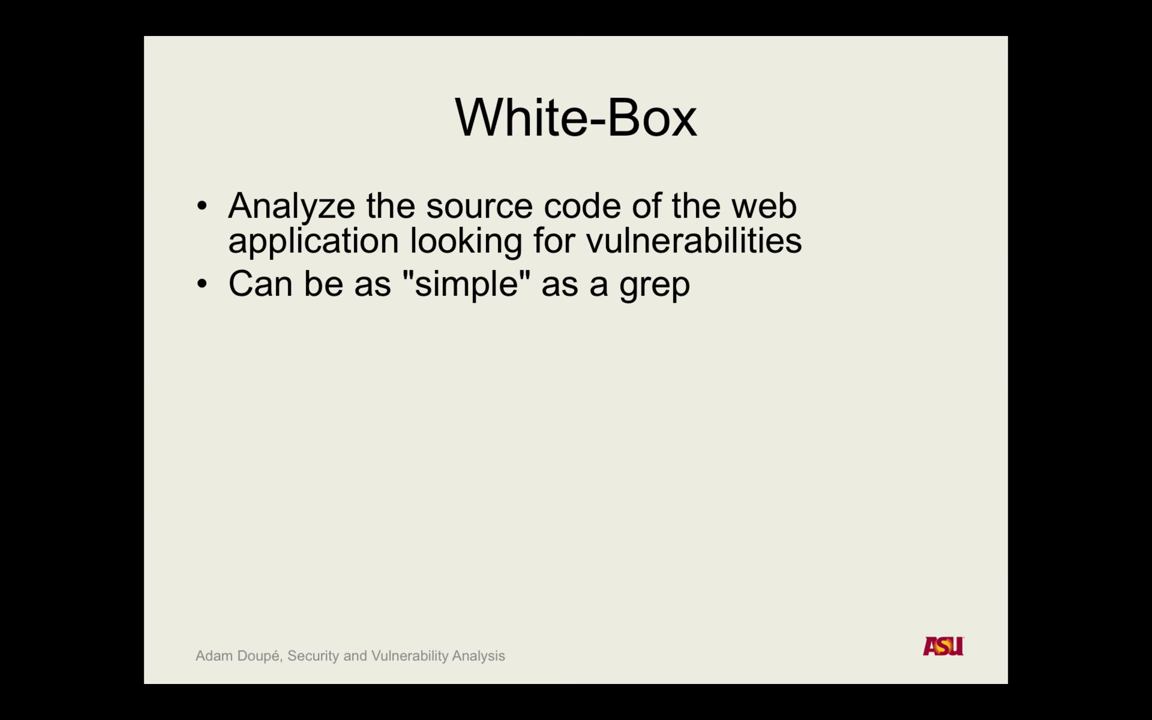 White-Box
• Analyze the source code of the web
application looking for vulnerabilities
• Can be as "simple" as a grep
Adam Doupé, Security and Vulnerability Analysis
ASU